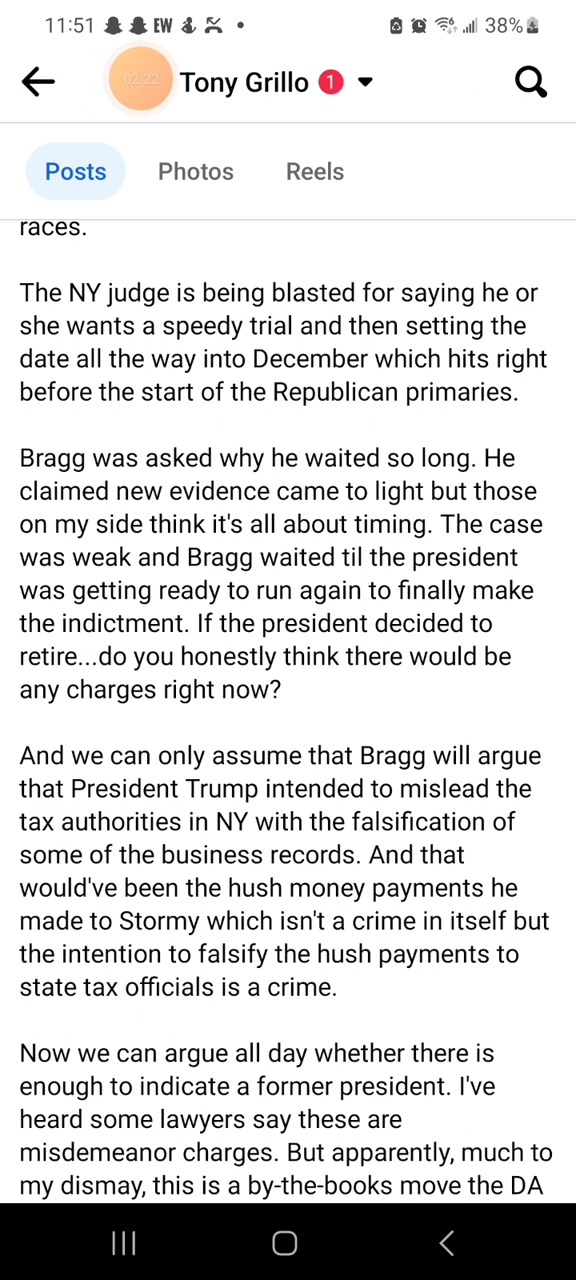 11:51 EW 38%
02:22 Tony Grillo 1
Posts Photos Reels
races.
The NY judge is being blasted for saying he or
she wants a speedy trial and then setting the
date all the way into December which hits right
before the start of the Republican primaries.
Bragg was asked why he waited so long. He
claimed new evidence came to light but those
on my side think it's all about timing. The case
was weak and Bragg waited til the president
was getting ready to run again to finally make
the indictment. If the president decided to
retire...do you honestly think there would be
any charges right now?
And we can only assume that Bragg will argue
that President Trump intended to mislead the
tax authorities in NY with the falsification of
some of the business records. And that
would've been the hush money payments he
made to Stormy which isn't a crime in itself but
the intention to falsify the hush payments to
state tax officials is a crime.
Now we can argue all day whether there is
enough to indicate a former president. I've
heard some lawyers say these are
misdemeanor charges. But apparently, much to
my dismay, this is a by-the-books move the DA